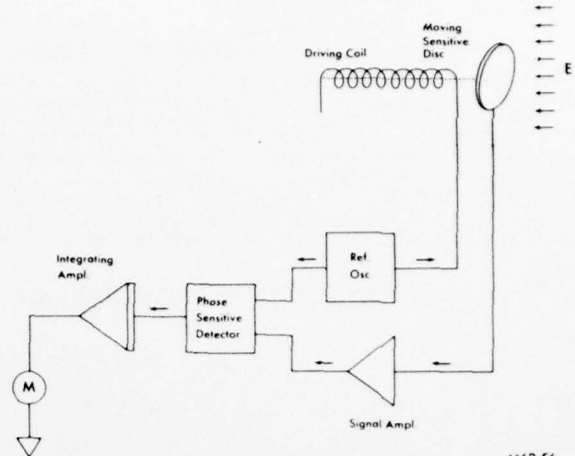 Moving
Sensitive
Disc
Driving Coil
E
Ref.
Osc.
Integrating
Ampl.
Phase
Sensitive
Detector
M
Signal Ampl.